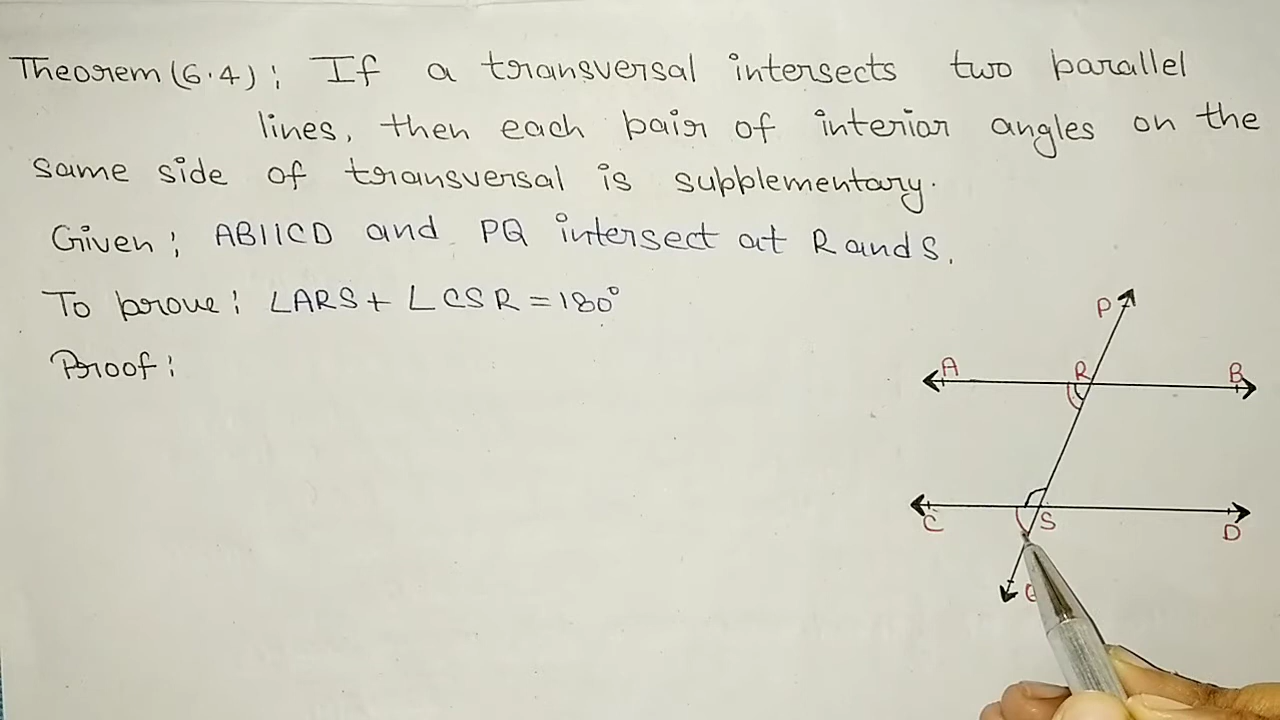 Theorem (6.4) : If a transversal intersects two parallel
lines, then each pair of interior angles on the
same side of transversal is supplementary.
Given : AB||CD and PQ intersect at R and S.
To prove : ∠ARS + ∠CSR = 180°
Proof :
P
A
R
B
C
S
D